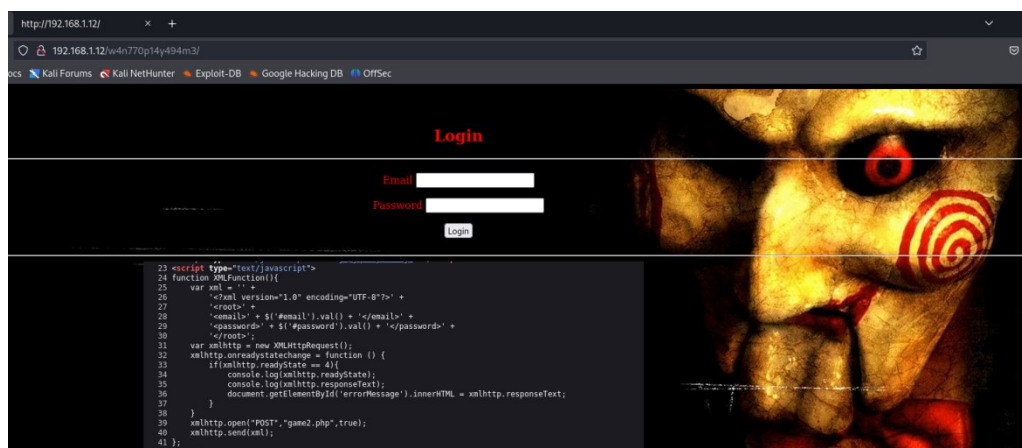 http://192.168.1.12/ × +
192.168.1.12/w4n770p14y494m3/
ocs Kali Forums Kali NetHunter Exploit-DB Google Hacking DB OffSec
Login
Email
Password
Login
23 <script type="text/javascript">
24 function XMLFunction(){
25 var xml = '' +
26 '<?xml version="1.0" encoding="UTF-8"?>' +
27 '<root>' +
28 '<email>' + $('#email').val() + '</email>' +
29 '<password>' + $('#password').val() + '</password>' +
30 '</root>';
31 var xmlhttp = new XMLHttpRequest();
32 xmlhttp.onreadystatechange = function () {
33 if(xmlhttp.readyState == 4){
34 console.log(xmlhttp.readyState);
35 console.log(xmlhttp.responseText);
36 document.getElementById('errorMessage').innerHTML = xmlhttp.responseText;
37 }
38 }
39 xmlhttp.open("POST","game2.php",true);
40 xmlhttp.send(xml);
41 };